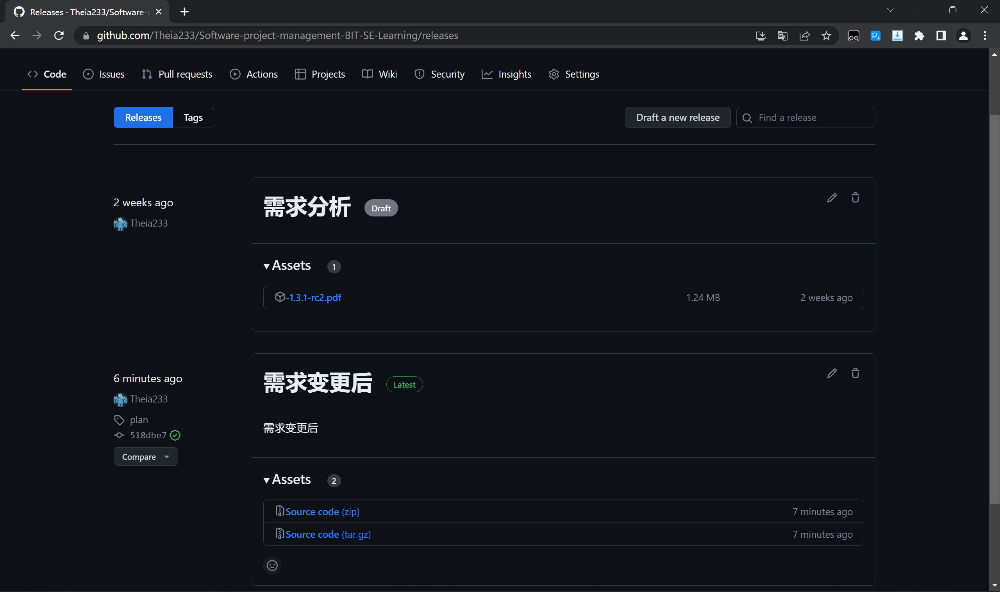 Releases · Theia233/Software-
github.com/Theia233/Software-project-management-BIT-SE-Learning/releases
Code Issues Pull requests Actions Projects Wiki Security Insights Settings
Releases Tags Draft a new release Find a release
2 weeks ago
Theia233
需求分析 Draft
Assets 1
-1.3.1-rc2.pdf 1.24 MB 2 weeks ago
6 minutes ago
Theia233
plan
518dbe7
Compare
需求变更后 Latest
需求变更后
Assets 2
Source code (zip) 7 minutes ago
Source code (tar.gz) 7 minutes ago